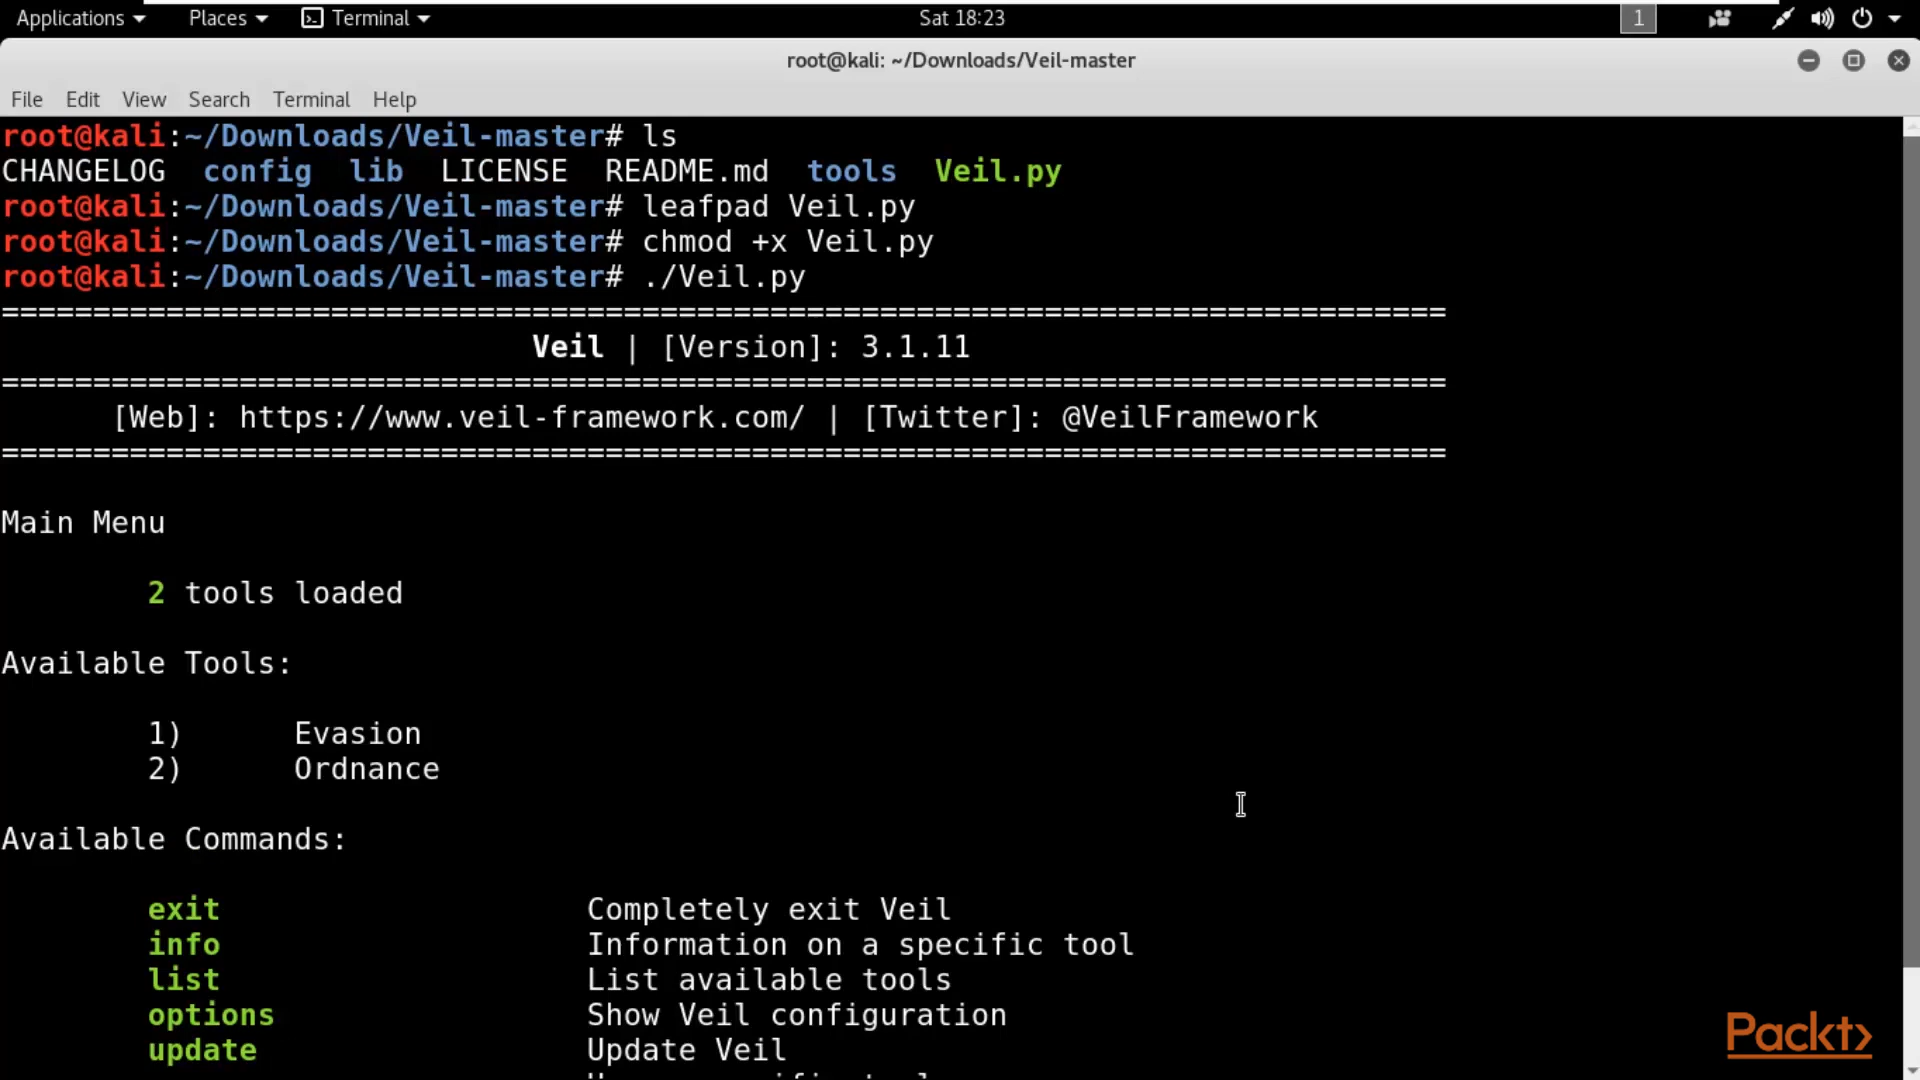 Applications Places Terminal Sat 18:23 1
root@kali: ~/Downloads/Veil-master
File Edit View Search Terminal Help
root@kali:~/Downloads/Veil-master# ls
CHANGELOG config lib LICENSE README.md tools Veil.py
root@kali:~/Downloads/Veil-master# leafpad Veil.py
root@kali:~/Downloads/Veil-master# chmod +x Veil.py
root@kali:~/Downloads/Veil-master# ./Veil.py
===============================================================================
Veil | [Version]: 3.1.11
===============================================================================
[Web]: https://www.veil-framework.com/ | [Twitter]: @VeilFramework
===============================================================================
Main Menu
2 tools loaded
Available Tools:
1) Evasion
2) Ordnance
Available Commands:
exit Completely exit Veil
info Information on a specific tool
list List available tools
options Show Veil configuration
update Update Veil
Packt>